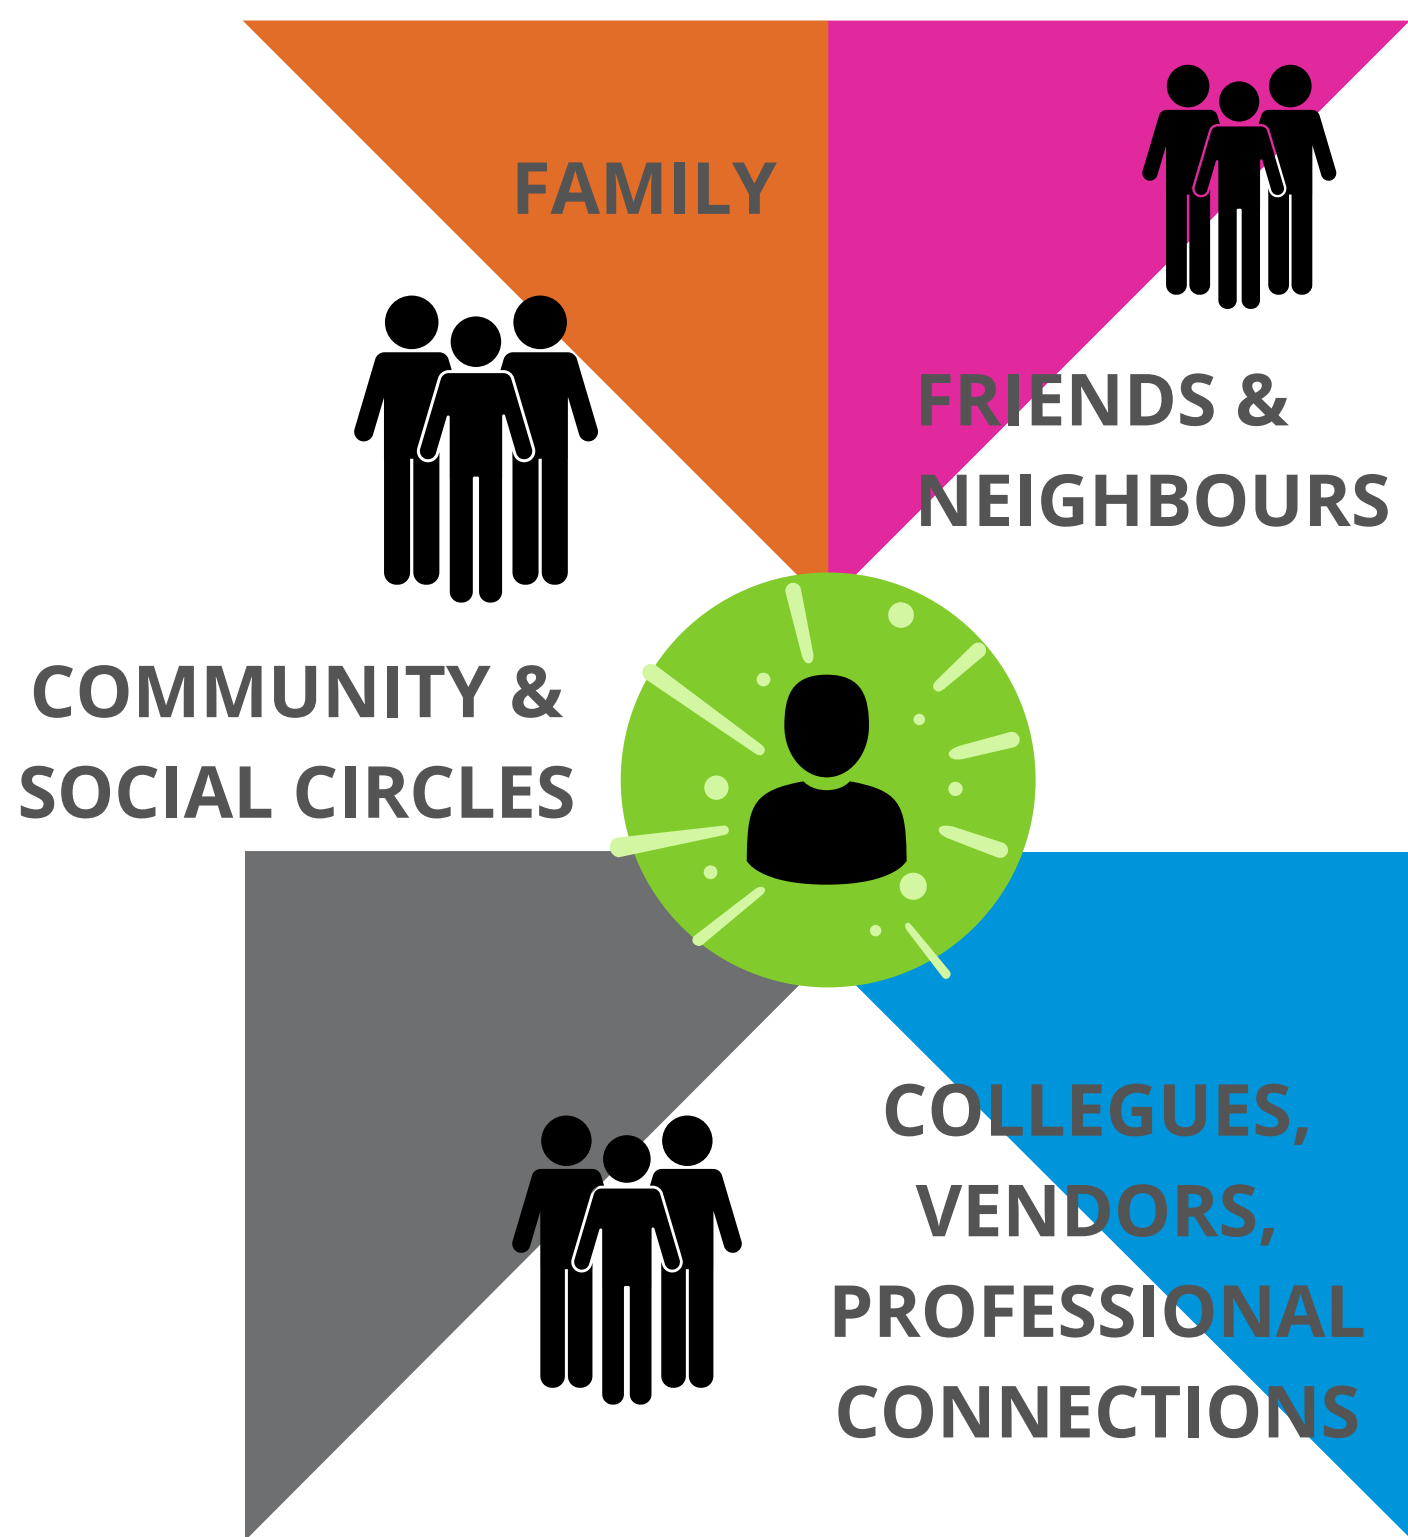 FAMILY
FRIENDS &
NEIGHBOURS
COMMUNITY &
SOCIAL CIRCLES
COLLEGUES,
VENDORS,
PROFESSIONAL
CONNECTIONS